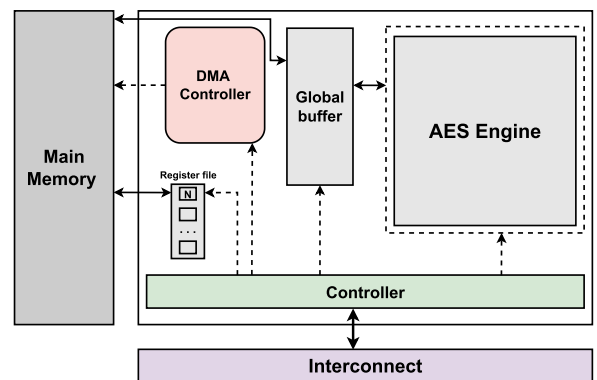 Main
Memory
DMA
Controller
Global
buffer
AES Engine
Register file
N
. . .
Controller
Interconnect